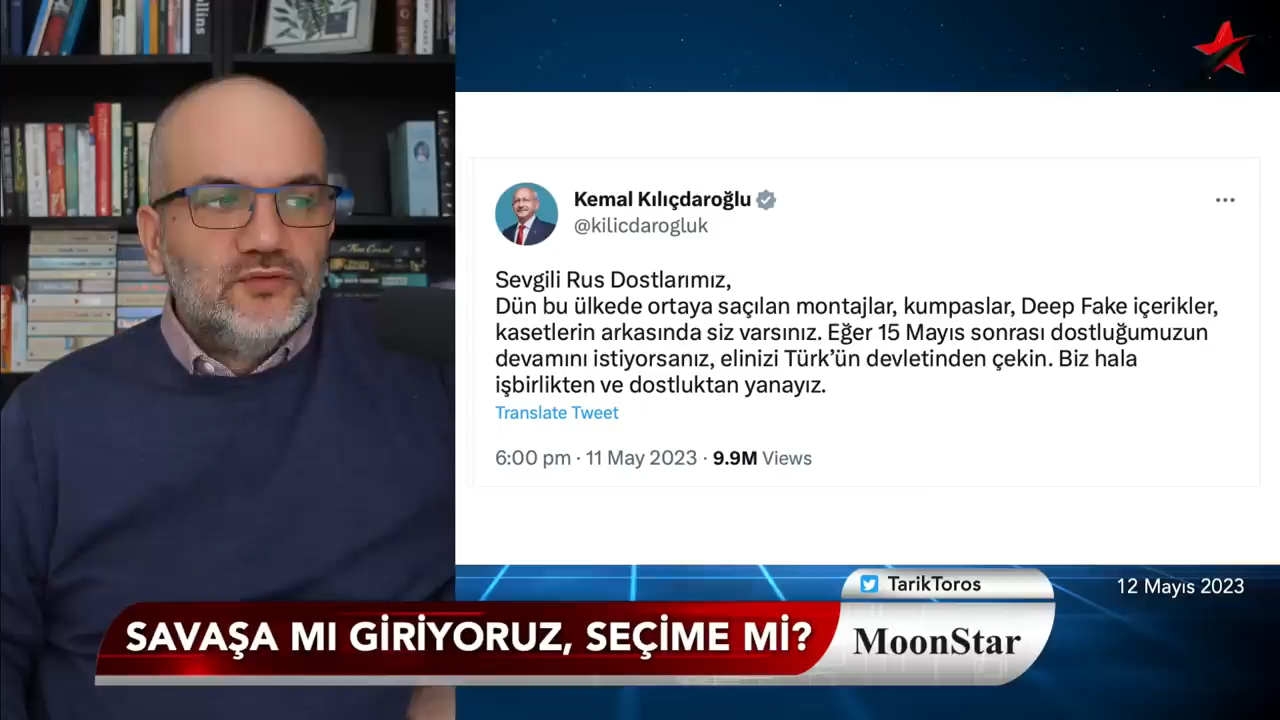 Kemal Kılıçdaroğlu
@kilicdarogluk
Sevgili Rus Dostlarımız,
Dün bu ülkede ortaya saçılan montajlar, kumpaslar, Deep Fake içerikler,
kasetlerin arkasında siz varsınız. Eğer 15 Mayıs sonrası dostluğumuzun
devamını istiyorsanız, elinizi Türk’ün devletinden çekin. Biz hala
işbirlikten ve dostluktan yanayız.
Translate Tweet
6:00 pm · 11 May 2023 · 9.9M Views
TarikToros
12 Mayıs 2023
SAVAŞA MI GİRİYORUZ, SEÇİME Mİ?
MoonStar